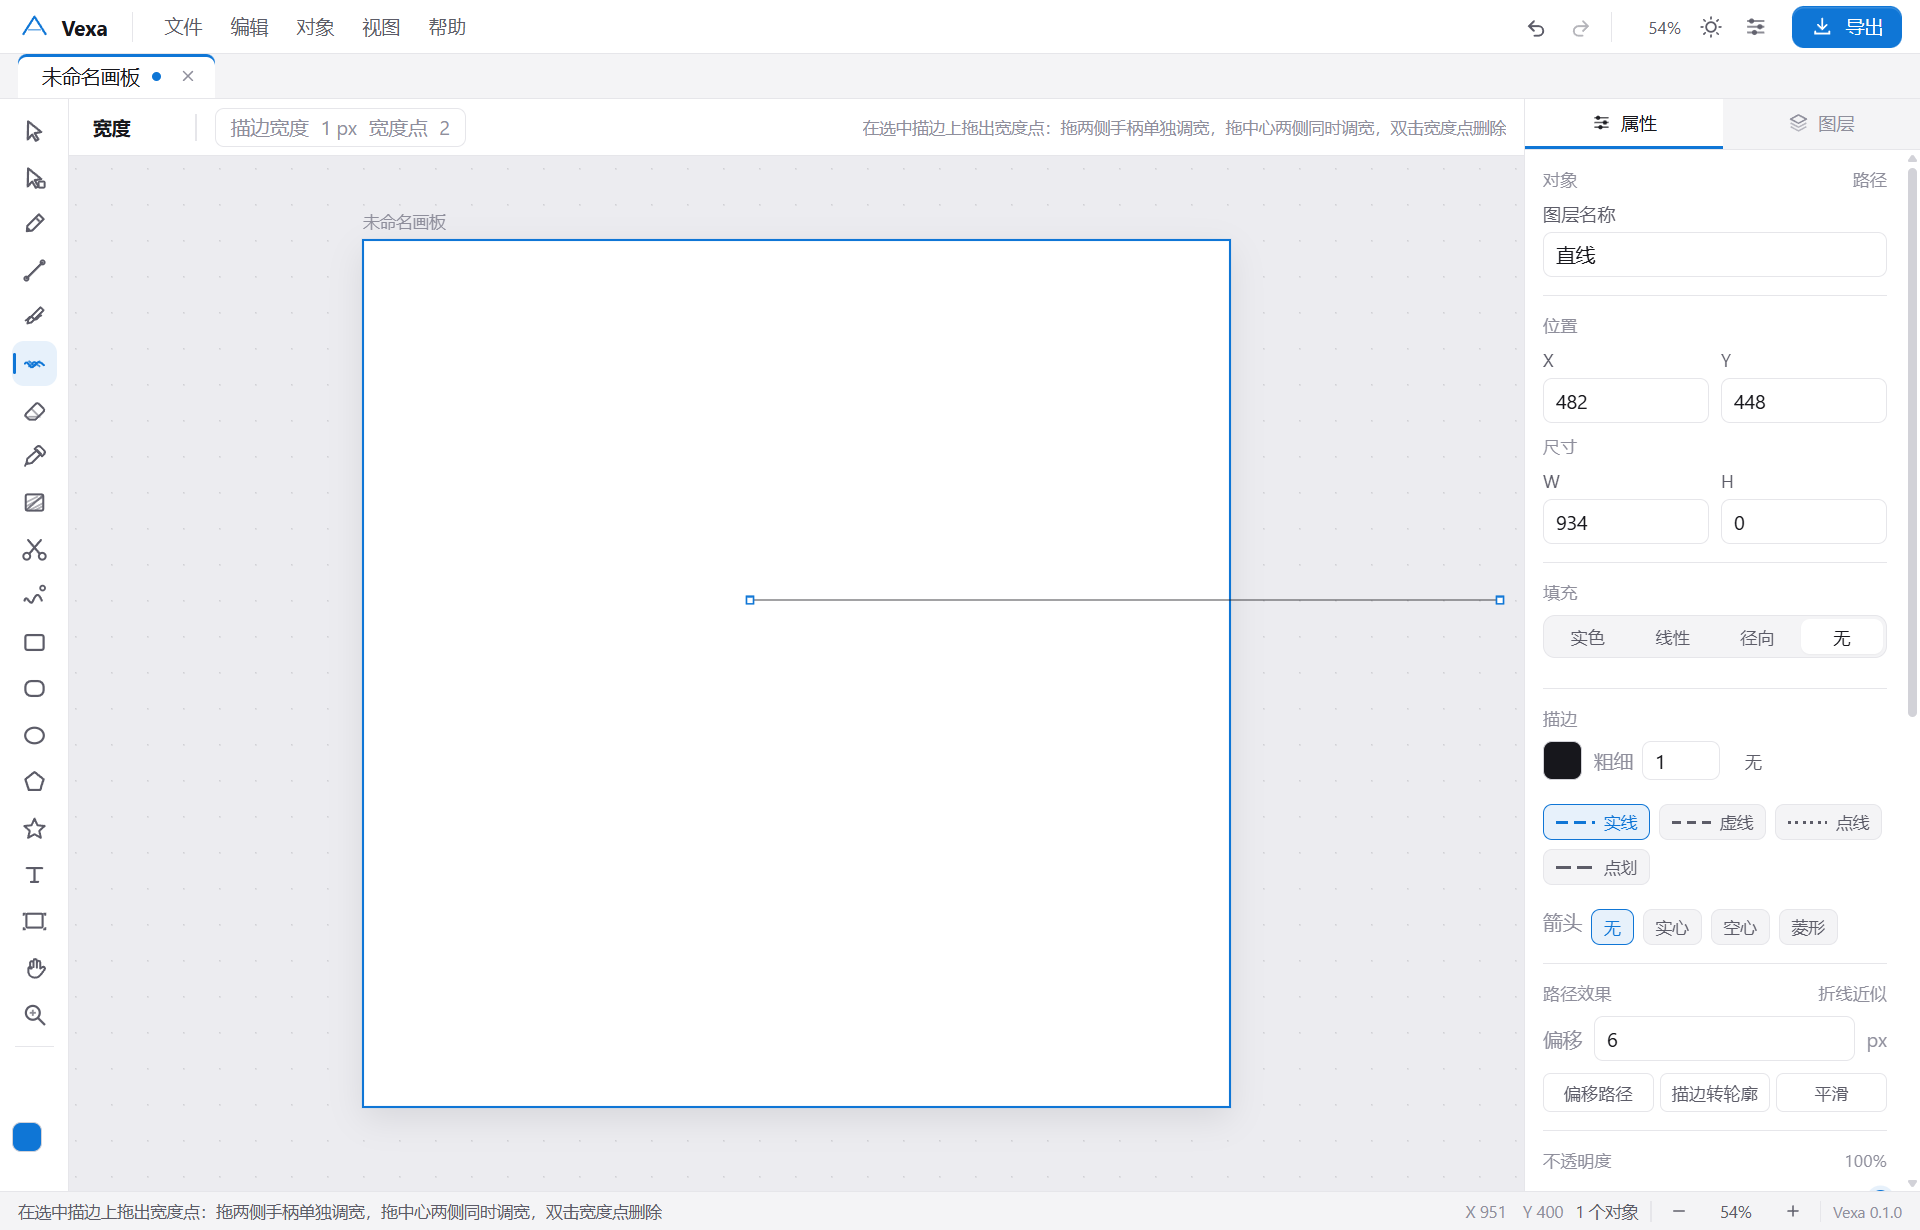 Vexa 文件 编辑 对象 视图 帮助 54% 导出
未命名画板
宽度 描边宽度 1 px 宽度点 2 在选中描边上拖出宽度点：拖两侧手柄单独调宽，拖中心两侧同时调宽，双击宽度点删除
未命名画板
属性 图层
对象 路径
图层名称
直线
位置
X Y
482 448
尺寸
W H
934 0
填充
实色 线性 径向 无
描边
粗细 1 无
实线 虚线 点线
点划
箭头 无 实心 空心 菱形
路径效果 折线近似
偏移 6 px
偏移路径 描边转轮廓 平滑
不透明度 100%
在选中描边上拖出宽度点：拖两侧手柄单独调宽，拖中心两侧同时调宽，双击宽度点删除 X 951 Y 400 1 个对象 54% Vexa 0.1.0